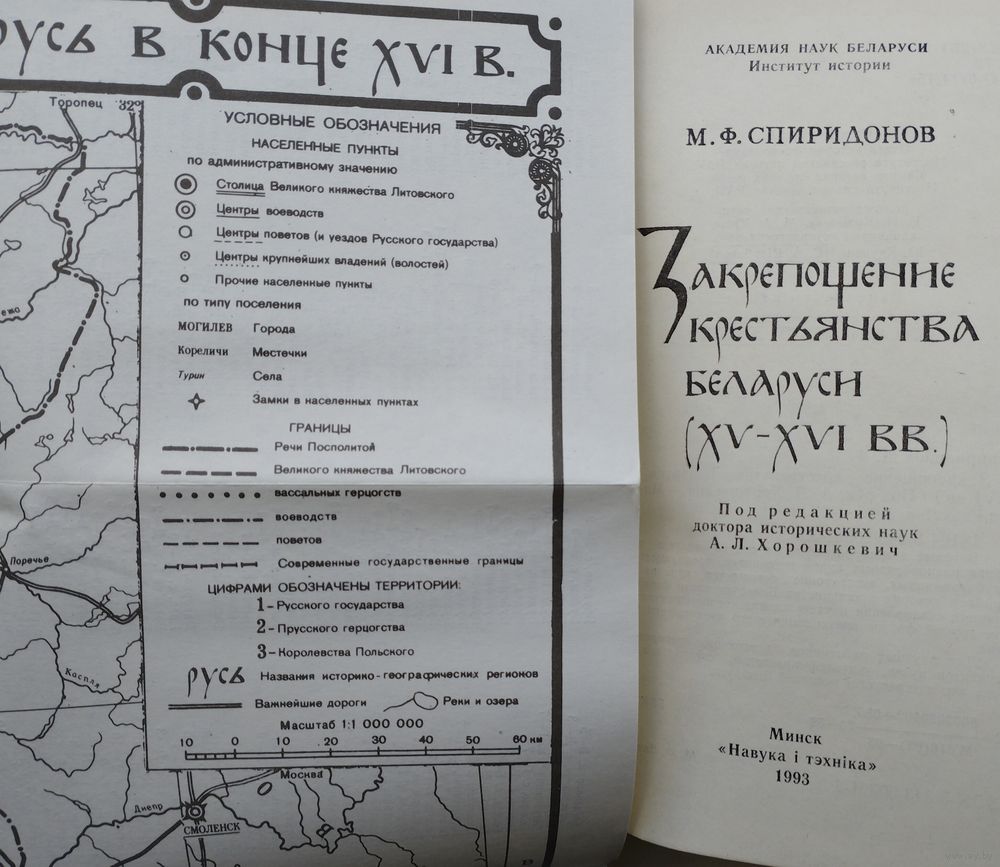 русь в конце XVI в.
Торопец 32°
УСЛОВНЫЕ ОБОЗНАЧЕНИЯ
НАСЕЛЕННЫЕ ПУНКТЫ
по административному значению
Столица Великого княжества Литовского
Центры воеводств
Центры поветов (и уездов Русского государства)
Центры крупнейших владений (волостей)
Прочие населенные пункты
по типу поселения
МОГИЛЕВ Города
Кореличи Местечки
Турин Села
Замки в населенных пунктах
ГРАНИЦЫ
Речи Посполитой
Великого княжества Литовского
вассальных герцогств
воеводств
поветов
Современные государственные границы
ЦИФРАМИ ОБОЗНАЧЕНЫ ТЕРРИТОРИИ:
1 – Русского государства
2 – Прусского герцогства
3 – Королевства Польского
русь Названия историко-географических регионов
Важнейшие дороги Реки и озера
Масштаб 1:1 000 000
10 0 10 20 30 40 50 60 км
Поречье
Каспля
Москва
Днепр
СМОЛЕНСК
АКАДЕМИЯ НАУК БЕЛАРУСИ
Институт истории
М. Ф. СПИРИДОНОВ
Закрепощение
крестьянства
Беларуси
(XV–XVI вв.)
Под редакцией
доктора исторических наук
А. Л. Хорошкевич
Минск
«Навука і тэхніка»
1993